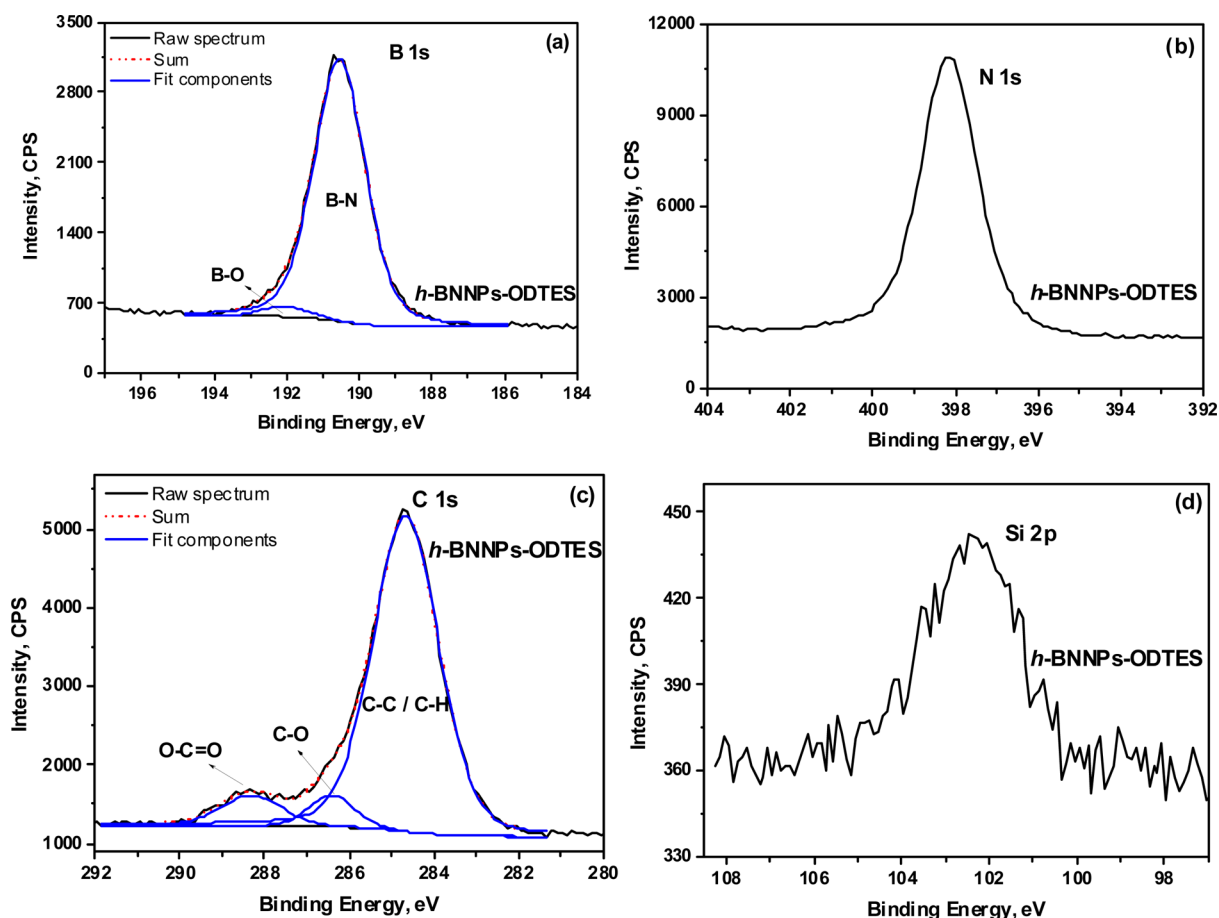 (a)
B 1s
Raw spectrum
Sum
Fit components
B-N
B-O
h-BNNPs-ODTES
3500
2800
2100
1400
700
0
196 194 192 190 188 186 184
Intensity, CPS
Binding Energy, eV
(b)
N 1s
h-BNNPs-ODTES
12000
9000
6000
3000
0
404 402 400 398 396 394 392
Intensity, CPS
Binding Energy, eV
(c)
C 1s
Raw spectrum
Sum
Fit components
h-BNNPs-ODTES
C-C / C-H
C-O
O-C=O
5000
4000
3000
2000
1000
292 290 288 286 284 282 280
Intensity, CPS
Binding Energy, eV
(d)
Si 2p
h-BNNPs-ODTES
450
420
390
360
330
108 106 104 102 100 98
Intensity, CPS
Binding Energy, eV